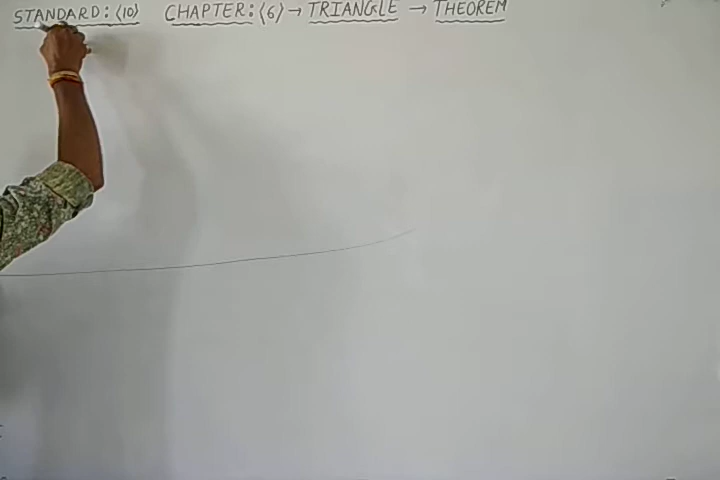 STANDARD: ⟨10⟩ CHAPTER: ⟨6⟩ → TRIANGLE → THEOREM